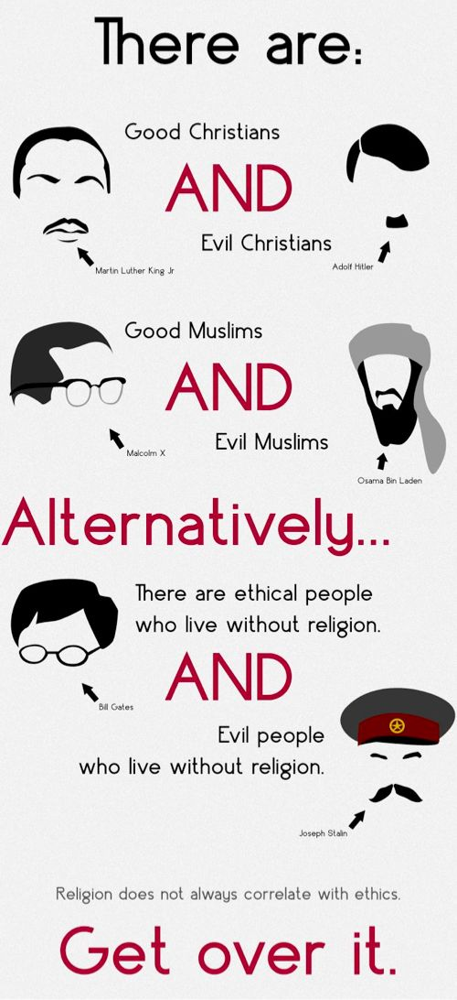 There are:
Good Christians
AND
Evil Christians
Martin Luther King Jr
Adolf Hitler
Good Muslims
AND
Evil Muslims
Malcolm X
Osama Bin Laden
Alternatively...
There are ethical people
who live without religion.
AND
Bill Gates
Evil people
who live without religion.
Joseph Stalin
Religion does not always correlate with ethics.
Get over it.